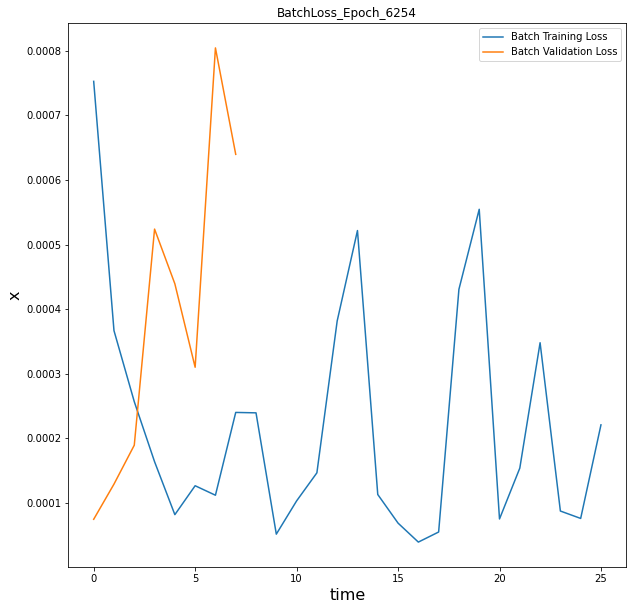 BatchLoss_Epoch_6254
Batch Training Loss
Batch Validation Loss
0.0008
0.0007
0.0006
0.0005
0.0004
0.0003
0.0002
0.0001
x
0 5 10 15 20 25
time